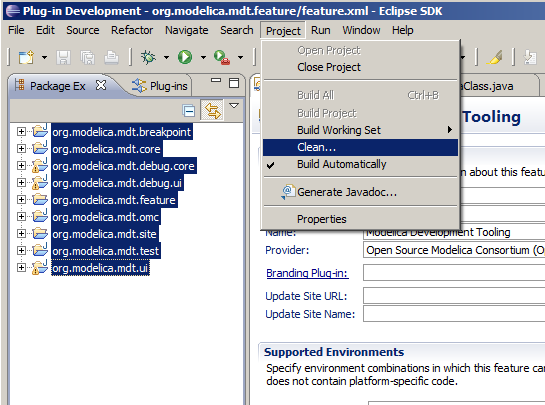 Plug-in Development - org.modelica.mdt.feature/feature.xml - Eclipse SDK
File Edit Source Refactor Navigate Search Project Run Window Help
Open Project
Close Project
Build All Ctrl+B
Build Project
Build Working Set
Clean...
Build Automatically
Generate Javadoc...
Properties
Package Ex Plug-ins
org.modelica.mdt.breakpoint
org.modelica.mdt.core
org.modelica.mdt.debug.core
org.modelica.mdt.debug.ui
org.modelica.mdt.feature
org.modelica.mdt.omc
org.modelica.mdt.site
org.modelica.mdt.test
org.modelica.mdt.ui
Class.java
Tooling
on about this featu
Name: Modelica Development Tooling
Provider: Open Source Modelica Consortium (O
Branding Plug-in:
Update Site URL:
Update Site Name:
Supported Environments
Specify environment combinations in which this feature ca
does not contain platform-specific code.